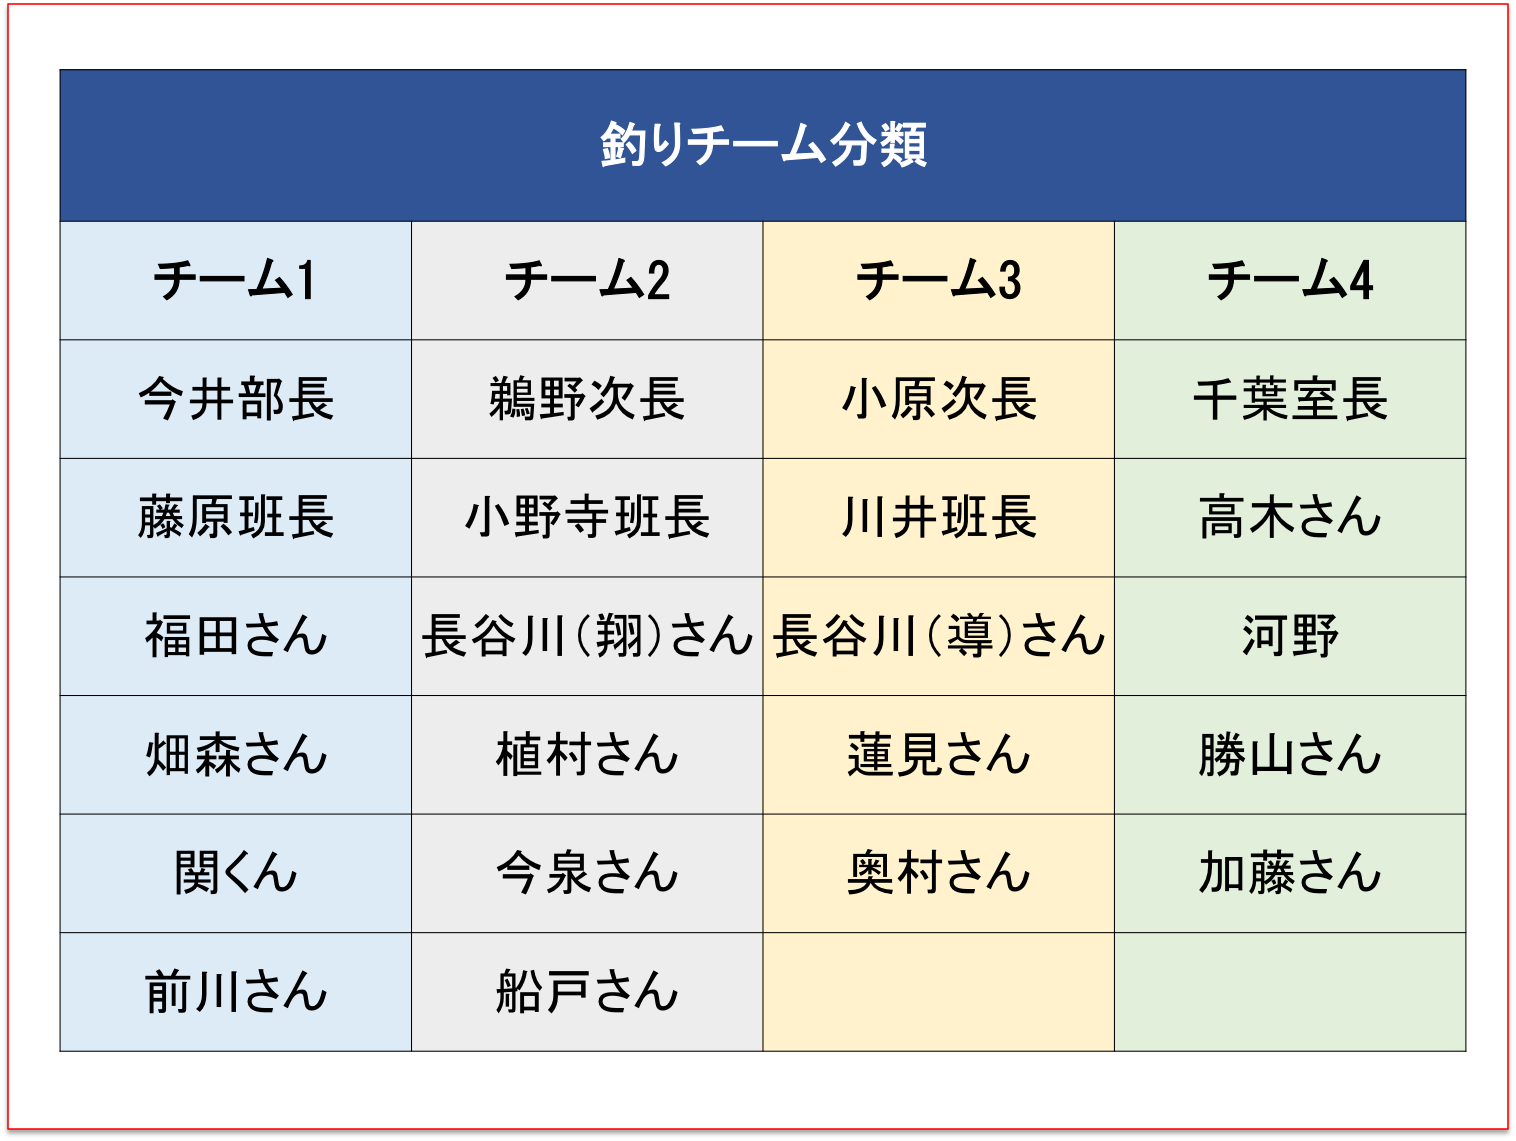 釣りチーム分類
チーム1 チーム2 チーム3 チーム4
今井部長 鵜野次長 小原次長 千葉室長
藤原班長 小野寺班長 川井班長 高木さん
福田さん 長谷川（翔）さん 長谷川（導）さん 河野
畑森さん 植村さん 蓮見さん 勝山さん
関くん 今泉さん 奥村さん 加藤さん
前川さん 船戸さん